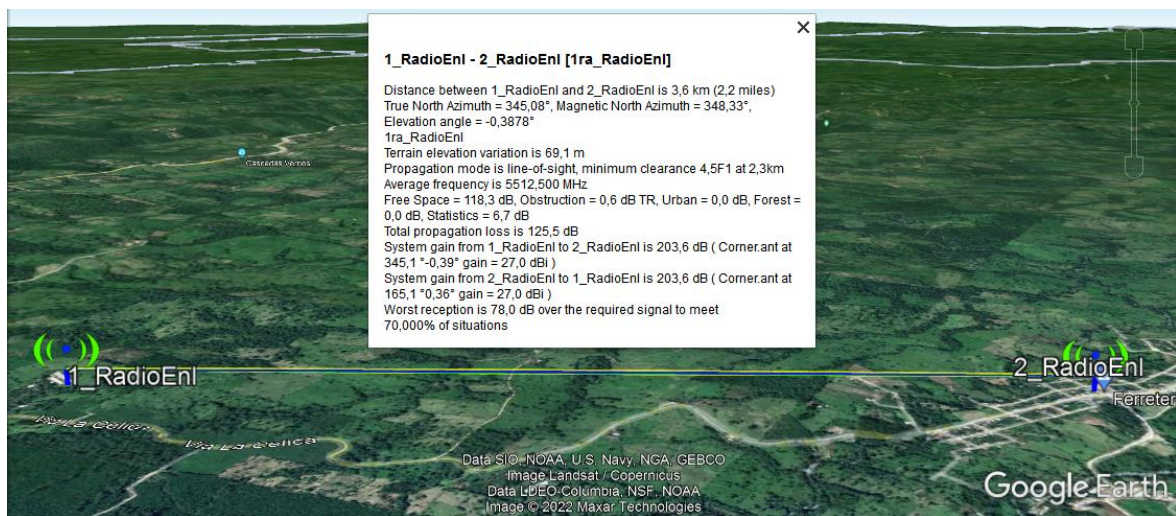 ×
1_RadioEnl - 2_RadioEnl [1ra_RadioEnl]
Distance between 1_RadioEnl and 2_RadioEnl is 3,6 km (2,2 miles)
True North Azimuth = 345,08°, Magnetic North Azimuth = 348,33°,
Elevation angle = -0,3878°
1ra_RadioEnl
Terrain elevation variation is 69,1 m
Propagation mode is line-of-sight, minimum clearance 4,5F1 at 2,3km
Average frequency is 5512,500 MHz
Free Space = 118,3 dB, Obstruction = 0,6 dB TR, Urban = 0,0 dB, Forest =
0,0 dB, Statistics = 6,7 dB
Total propagation loss is 125,5 dB
System gain from 1_RadioEnl to 2_RadioEnl is 203,6 dB ( Corner.ant at
345,1 °-0,39° gain = 27,0 dBi )
System gain from 2_RadioEnl to 1_RadioEnl is 203,6 dB ( Corner.ant at
165,1 °0,36° gain = 27,0 dBi )
Worst reception is 78,0 dB over the required signal to meet
70,000% of situations
Cascadas Verdes
1_RadioEnl
2_RadioEnl
Ferreter
Via La Celica
Data SIO, NOAA, U.S. Navy, NGA, GEBCO
Image Landsat / Copernicus
Data LDEO-Columbia, NSF, NOAA
Image © 2022 Maxar Technologies
Google Earth